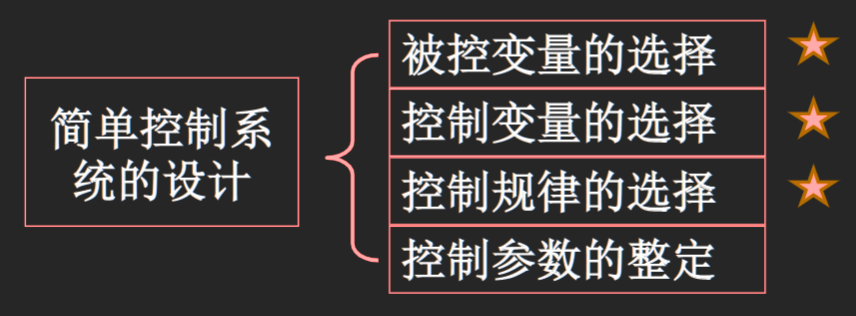 简单控制系
统的设计
被控变量的选择
控制变量的选择
控制规律的选择
控制参数的整定